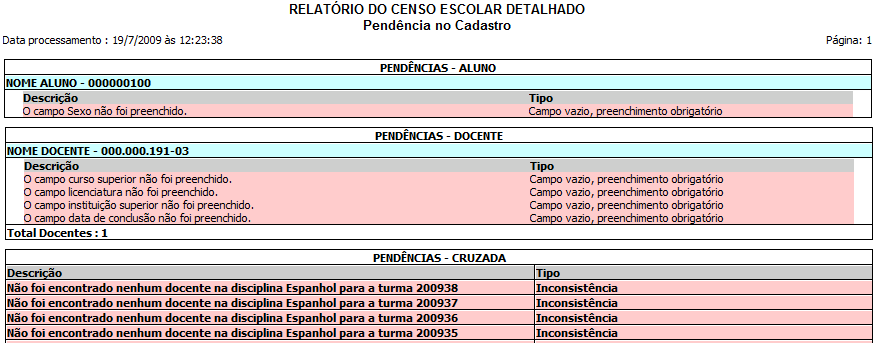 RELATÓRIO DO CENSO ESCOLAR DETALHADO
Pendência no Cadastro
Data processamento : 19/7/2009 às 12:23:38 Página: 1
PENDÊNCIAS - ALUNO
NOME ALUNO - 000000100
Descrição Tipo
O campo Sexo não foi preenchido. Campo vazio, preenchimento obrigatório
PENDÊNCIAS - DOCENTE
NOME DOCENTE - 000.000.191-03
Descrição Tipo
O campo curso superior não foi preenchido. Campo vazio, preenchimento obrigatório
O campo licenciatura não foi preenchido. Campo vazio, preenchimento obrigatório
O campo instituição superior não foi preenchido. Campo vazio, preenchimento obrigatório
O campo data de conclusão não foi preenchido. Campo vazio, preenchimento obrigatório
Total Docentes : 1
PENDÊNCIAS - CRUZADA
Descrição Tipo
Não foi encontrado nenhum docente na disciplina Espanhol para a turma 200938 Inconsistência
Não foi encontrado nenhum docente na disciplina Espanhol para a turma 200937 Inconsistência
Não foi encontrado nenhum docente na disciplina Espanhol para a turma 200936 Inconsistência
Não foi encontrado nenhum docente na disciplina Espanhol para a turma 200935 Inconsistência